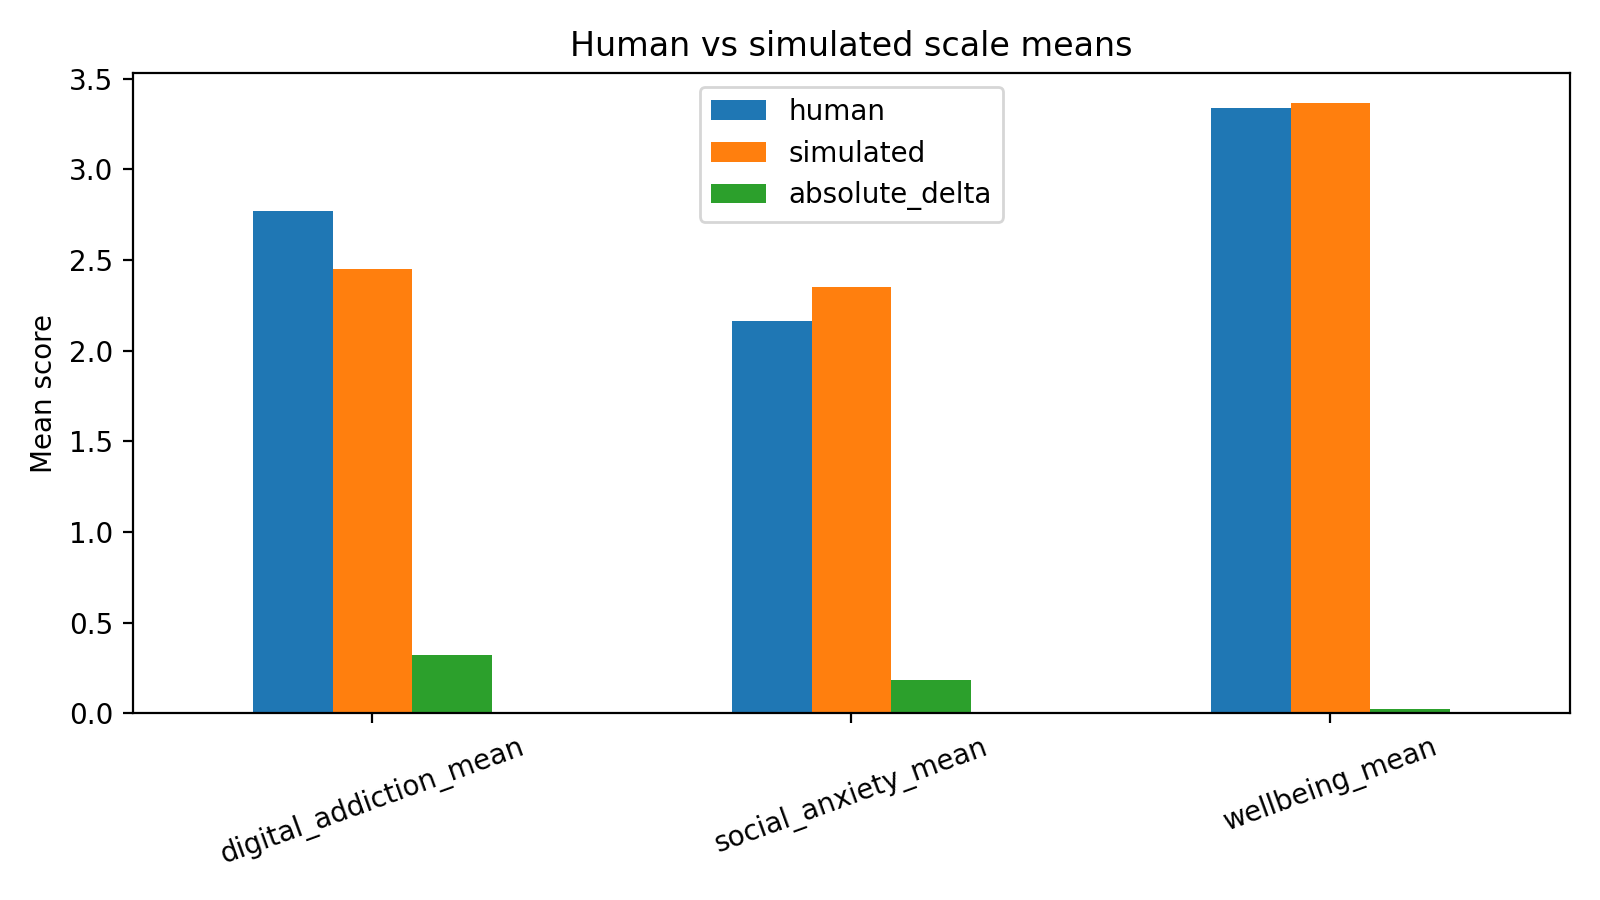 Human vs simulated scale means
human
simulated
absolute_delta
Mean score
3.5
3.0
2.5
2.0
1.5
1.0
0.5
0.0
digital_addiction_mean
social_anxiety_mean
wellbeing_mean